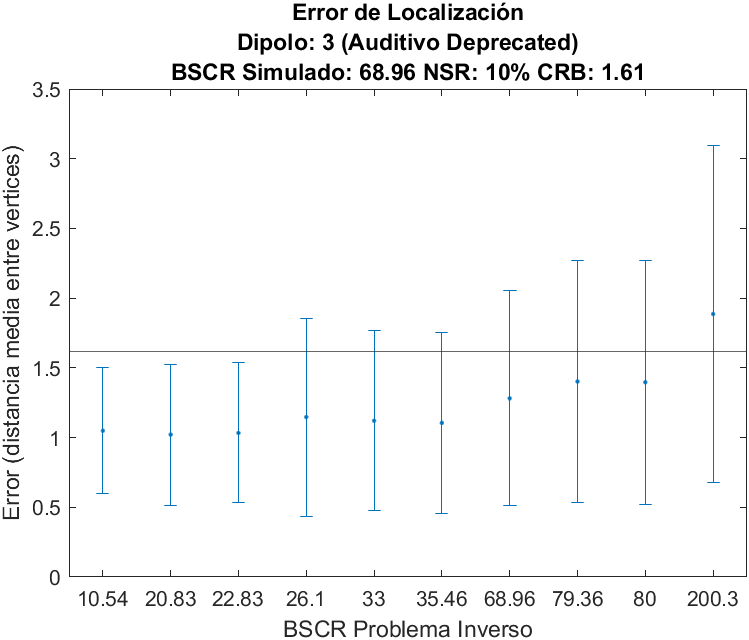 Error de Localización
Dipolo: 3 (Auditivo Deprecated)
BSCR Simulado: 68.96 NSR: 10% CRB: 1.61
Error (distancia media entre vertices)
3.5
3
2.5
2
1.5
1
0.5
0
10.54 20.83 22.83 26.1 33 35.46 68.96 79.36 80 200.3
BSCR Problema Inverso